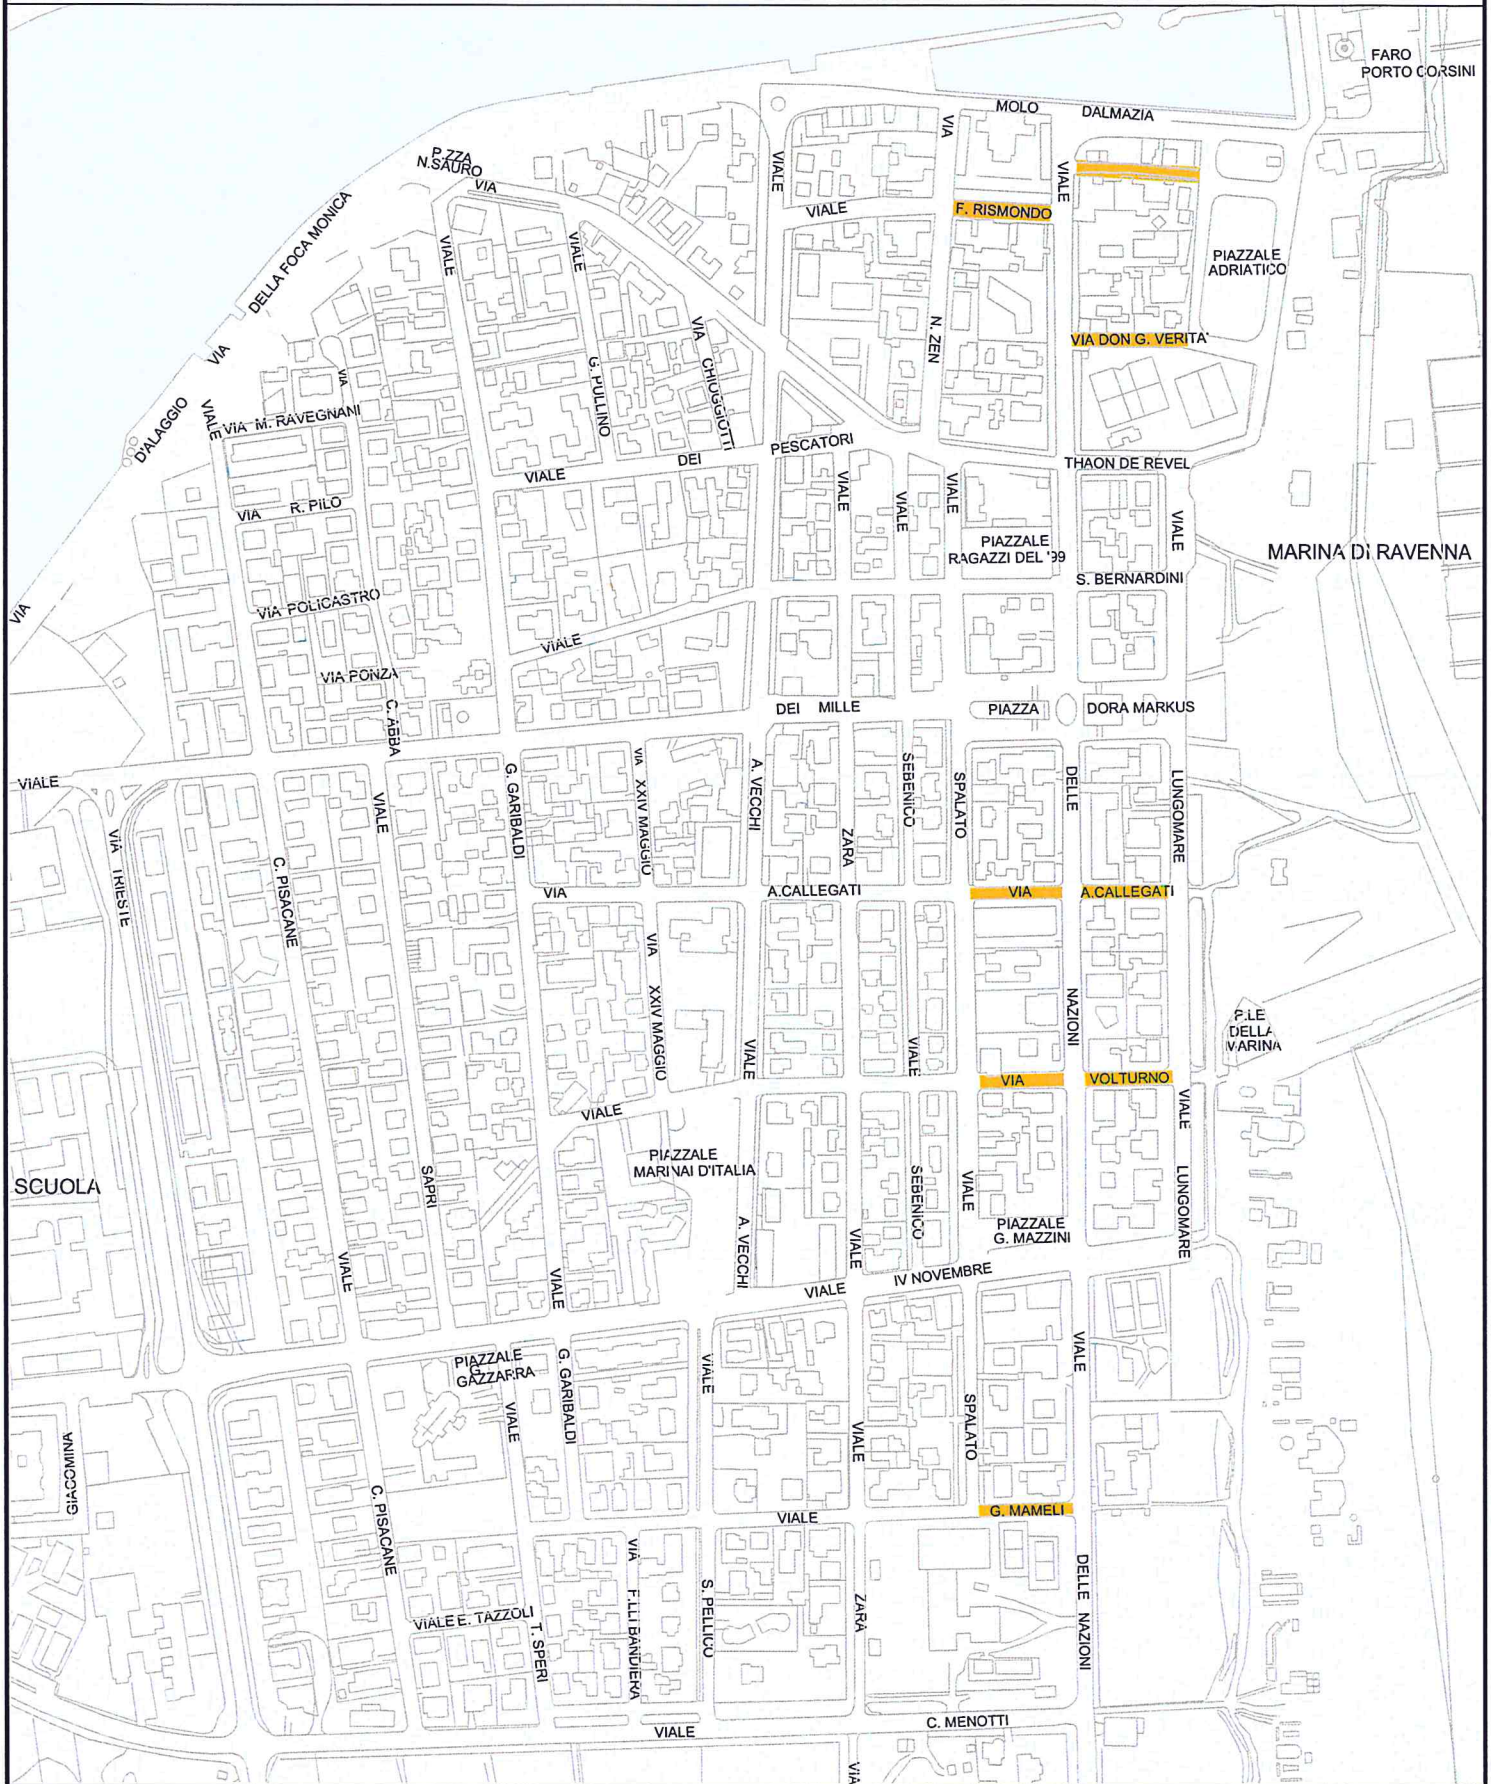 FARO
PORTO CORSINI
MOLO
DALMAZIA
VIA
P.ZZA
N.SAURO
VIA
VIALE
VIALE
VIALE
F. RISMONDO
DELLA FOCA MONICA
VIALE
VIALE
PIAZZALE
ADRIATICO
VIA DON G. VERITA'
N. ZEN
VIA
CHIOGGIOTTI
VIA
G. PULLINO
VIA
D'ALAGGIO
VIALE
VIA M. RAVEGNANI
PESCATORI
DEI
VIALE
THAON DE REVEL
VIALE
VIALE
VIALE
VIALE
VIA
R. PILO
PIAZZALE
RAGAZZI DEL '99
MARINA DI RAVENNA
S. BERNARDINI
VIA
VIA POLICASTRO
VIALE
VIA PONZA
C. ABBA
DEI MILLE
PIAZZA
DORA MARKUS
VIALE
VIALE
G. GARIBALDI
VIA
XXIV MAGGIO
A. VECCHI
ZARA
SEBENICO
SPALATO
DELLE
LUNGOMARE
VIA TRIESTE
C. PISACANE
VIA
A.CALLEGATI
VIA
A.CALLEGATI
VIA
XXIV MAGGIO
NAZIONI
P.LE
DELLA
MARINA
VIALE
VIALE
VIA
VOLTURNO
VIALE
VIALE
PIAZZALE
MARINAI D'ITALIA
SCUOLA
SAPRI
SEBENICO
VIALE
LUNGOMARE
PIAZZALE
G. MAZZINI
A. VECCHI
VIALE
VIALE
VIALE
IV NOVEMBRE
VIALE
VIALE
PIAZZALE
G.
GAZZARRA
G. GARIBALDI
VIALE
VIALE
VIALE
VIALE
SPALATO
GIACOMINA
C. PISACANE
VIALE
G. MAMELI
VIA
F.LLI BANDIERA
S. PELLICO
ZARA
DELLE NAZIONI
VIALE E. TAZZOLI
T. SPERI
VIALE
C. MENOTTI
VIA